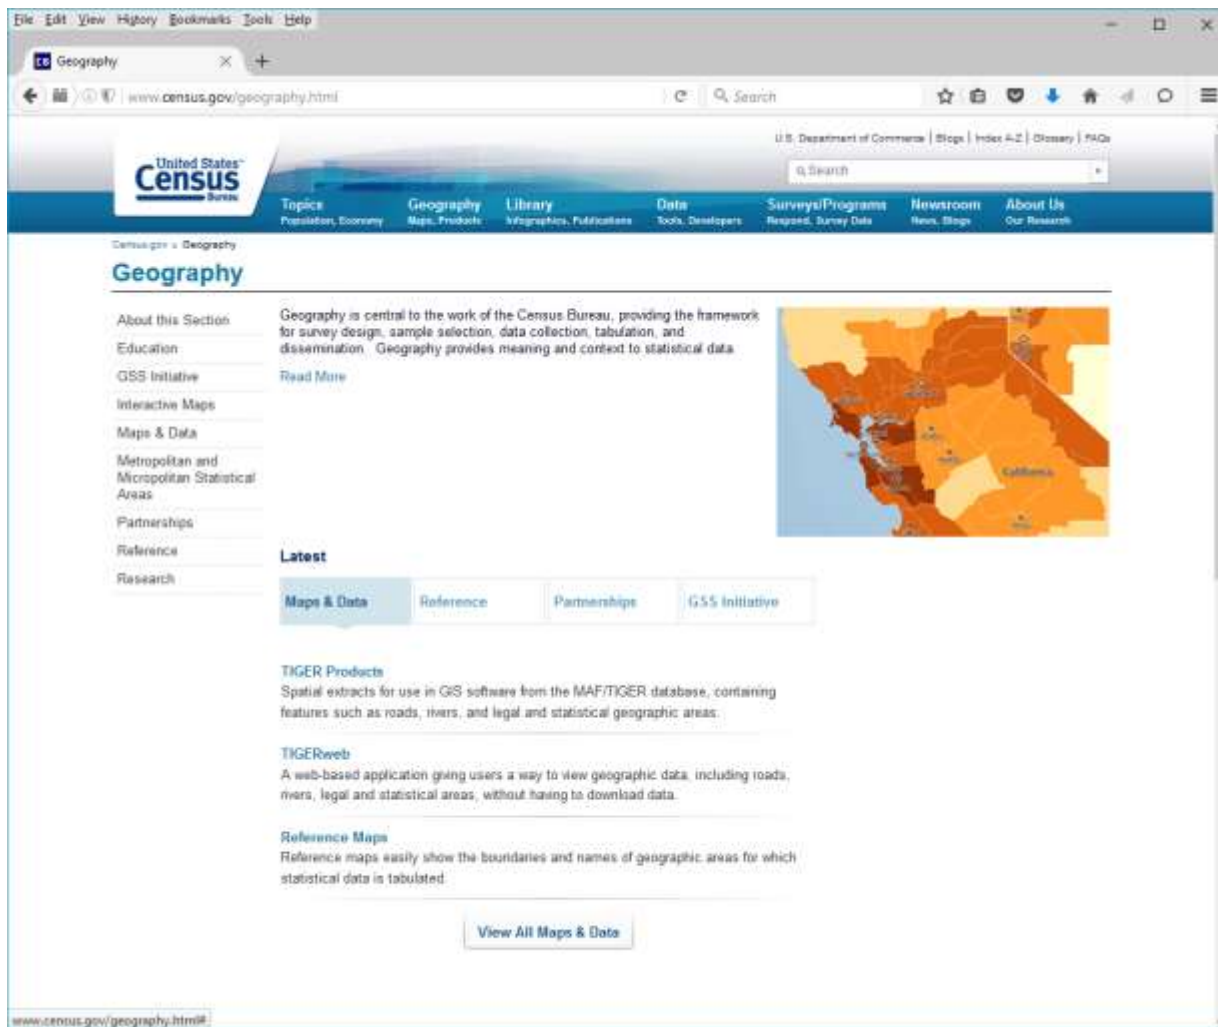 File Edit View History Bookmarks Tools Help
Geography
www.census.gov/geography.html
Search
U.S. Department of Commerce | Blogs | Index A-Z | Glossary | FAQs
United States™
Census
Bureau
Search
Topics
Population, Economy
Geography
Maps, Products
Library
Infographics, Publications
Data
Tools, Developers
Surveys/Programs
Respond, Survey Data
Newsroom
News, Blogs
About Us
Our Research
Census.gov › Geography
Geography
About this Section
Education
GSS Initiative
Interactive Maps
Maps & Data
Metropolitan and
Micropolitan Statistical
Areas
Partnerships
Reference
Research
Geography is central to the work of the Census Bureau, providing the framework
for survey design, sample selection, data collection, tabulation, and
dissemination. Geography provides meaning and context to statistical data
Read More
California
Latest
Maps & Data
Reference
Partnerships
GSS Initiative
TIGER Products
Spatial extracts for use in GIS software from the MAF/TIGER database, containing
features such as roads, rivers, and legal and statistical geographic areas.
TIGERweb
A web-based application giving users a way to view geographic data, including roads,
rivers, legal and statistical areas, without having to download data.
Reference Maps
Reference maps easily show the boundaries and names of geographic areas for which
statistical data is tabulated.
View All Maps & Data
www.census.gov/geography.html#